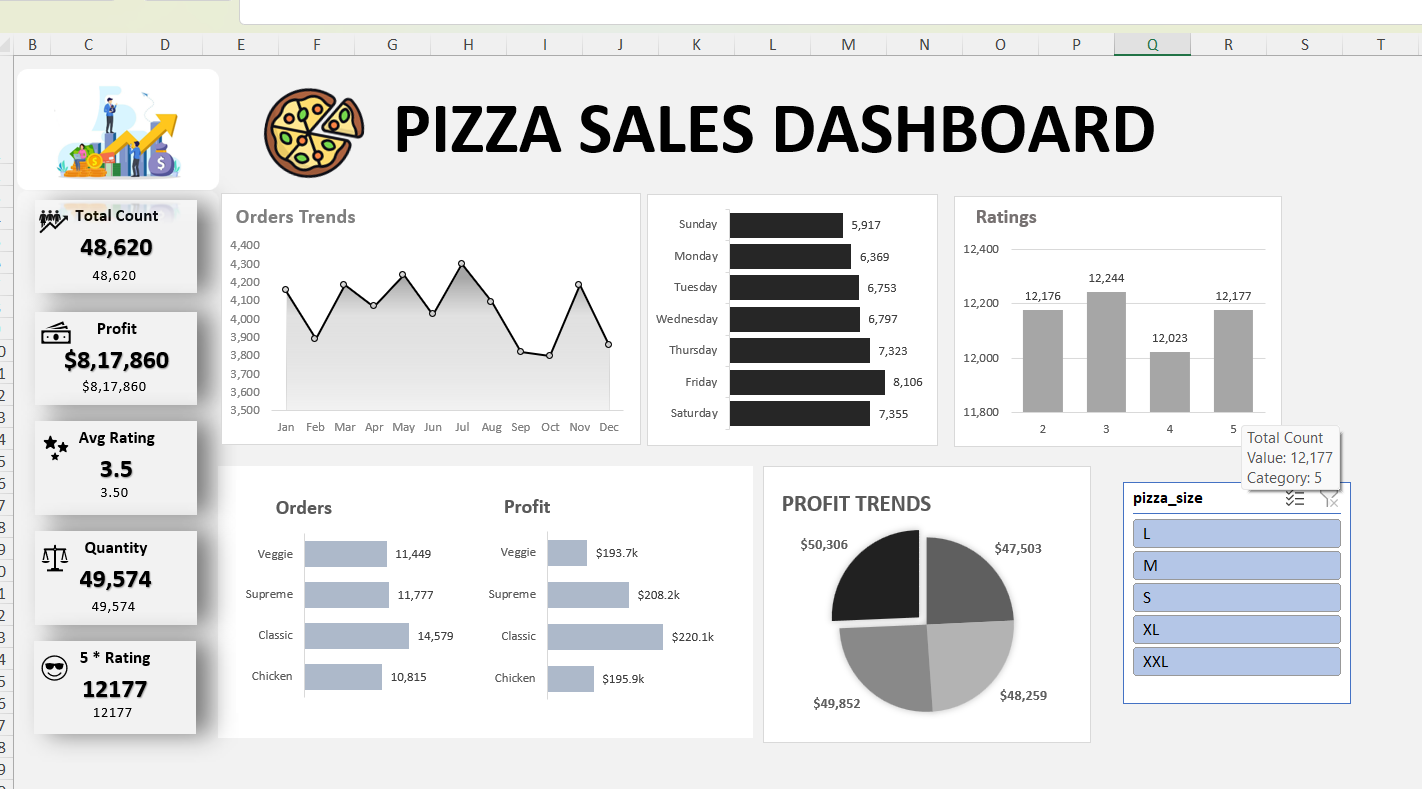 B C D E F G H I J K L M N O P Q R S T
PIZZA SALES DASHBOARD
Total Count
48,620
48,620
Profit
$8,17,860
$8,17,860
Avg Rating
3.5
3.50
Quantity
49,574
49,574
5 * Rating
12177
12177
Orders Trends
4,400
4,300
4,200
4,100
4,000
3,900
3,800
3,700
3,600
3,500
Jan Feb Mar Apr May Jun Jul Aug Sep Oct Nov Dec
Sunday 5,917
Monday 6,369
Tuesday 6,753
Wednesday 6,797
Thursday 7,323
Friday 8,106
Saturday 7,355
Ratings
12,400
12,200
12,000
11,800
12,176 12,244 12,023 12,177
2 3 4 5
Total Count
Value: 12,177
Category: 5
Orders
Veggie 11,449
Supreme 11,777
Classic 14,579
Chicken 10,815
Profit
Veggie $193.7k
Supreme $208.2k
Classic $220.1k
Chicken $195.9k
PROFIT TRENDS
$50,306
$47,503
$49,852
$48,259
pizza_size
L
M
S
XL
XXL